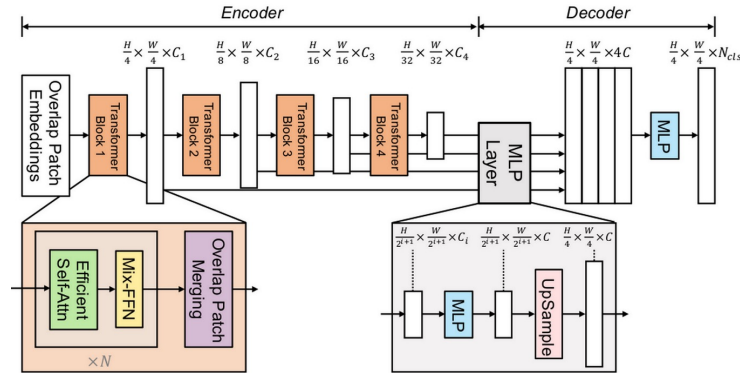 Encoder
Decoder
H/4 × W/4 × C₁
H/8 × W/8 × C₂
H/16 × W/16 × C₃
H/32 × W/32 × C₄
H/4 × W/4 × 4C
H/4 × W/4 × N_cls
Overlap Patch
Embeddings
Transformer
Block 1
Transformer
Block 2
Transformer
Block 3
Transformer
Block 4
MLP
Layer
MLP
Efficient
Self-Attn
Mix-FFN
× N
Overlap Patch
Merging
H/2^(i+1) × W/2^(i+1) × C_i
H/2^(i+1) × W/2^(i+1) × C
H/4 × W/4 × C
MLP
UpSample